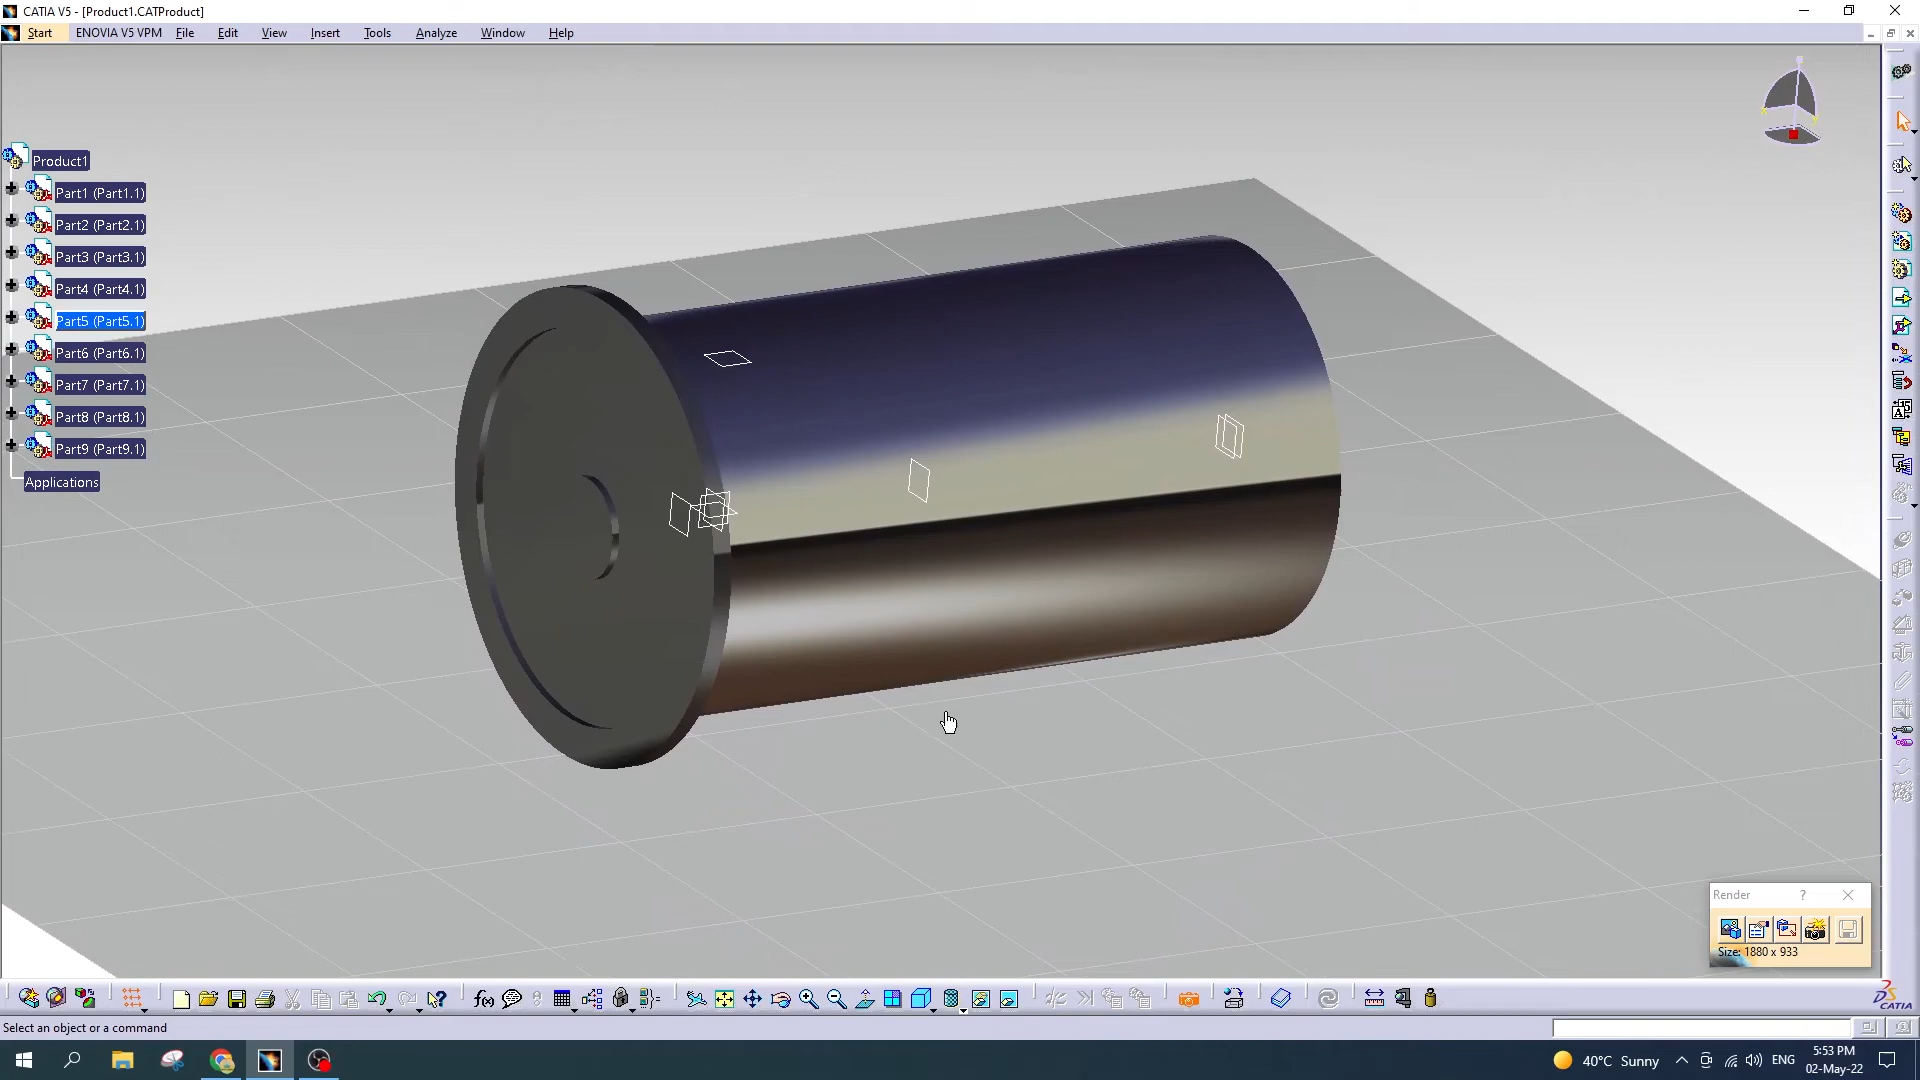 CATIA V5 - [Product1.CATProduct]
Start ENOVIA V5 VPM File Edit View Insert Tools Analyze Window Help
Product1
Part1 (Part1.1)
Part2 (Part2.1)
Part3 (Part3.1)
Part4 (Part4.1)
Part5 (Part5.1)
Part6 (Part6.1)
Part7 (Part7.1)
Part8 (Part8.1)
Part9 (Part9.1)
Applications
Render ?
Size: 1880 x 933
f(x)
CATIA
Select an object or a command
40°C Sunny ENG 5:53 PM
02-May-22